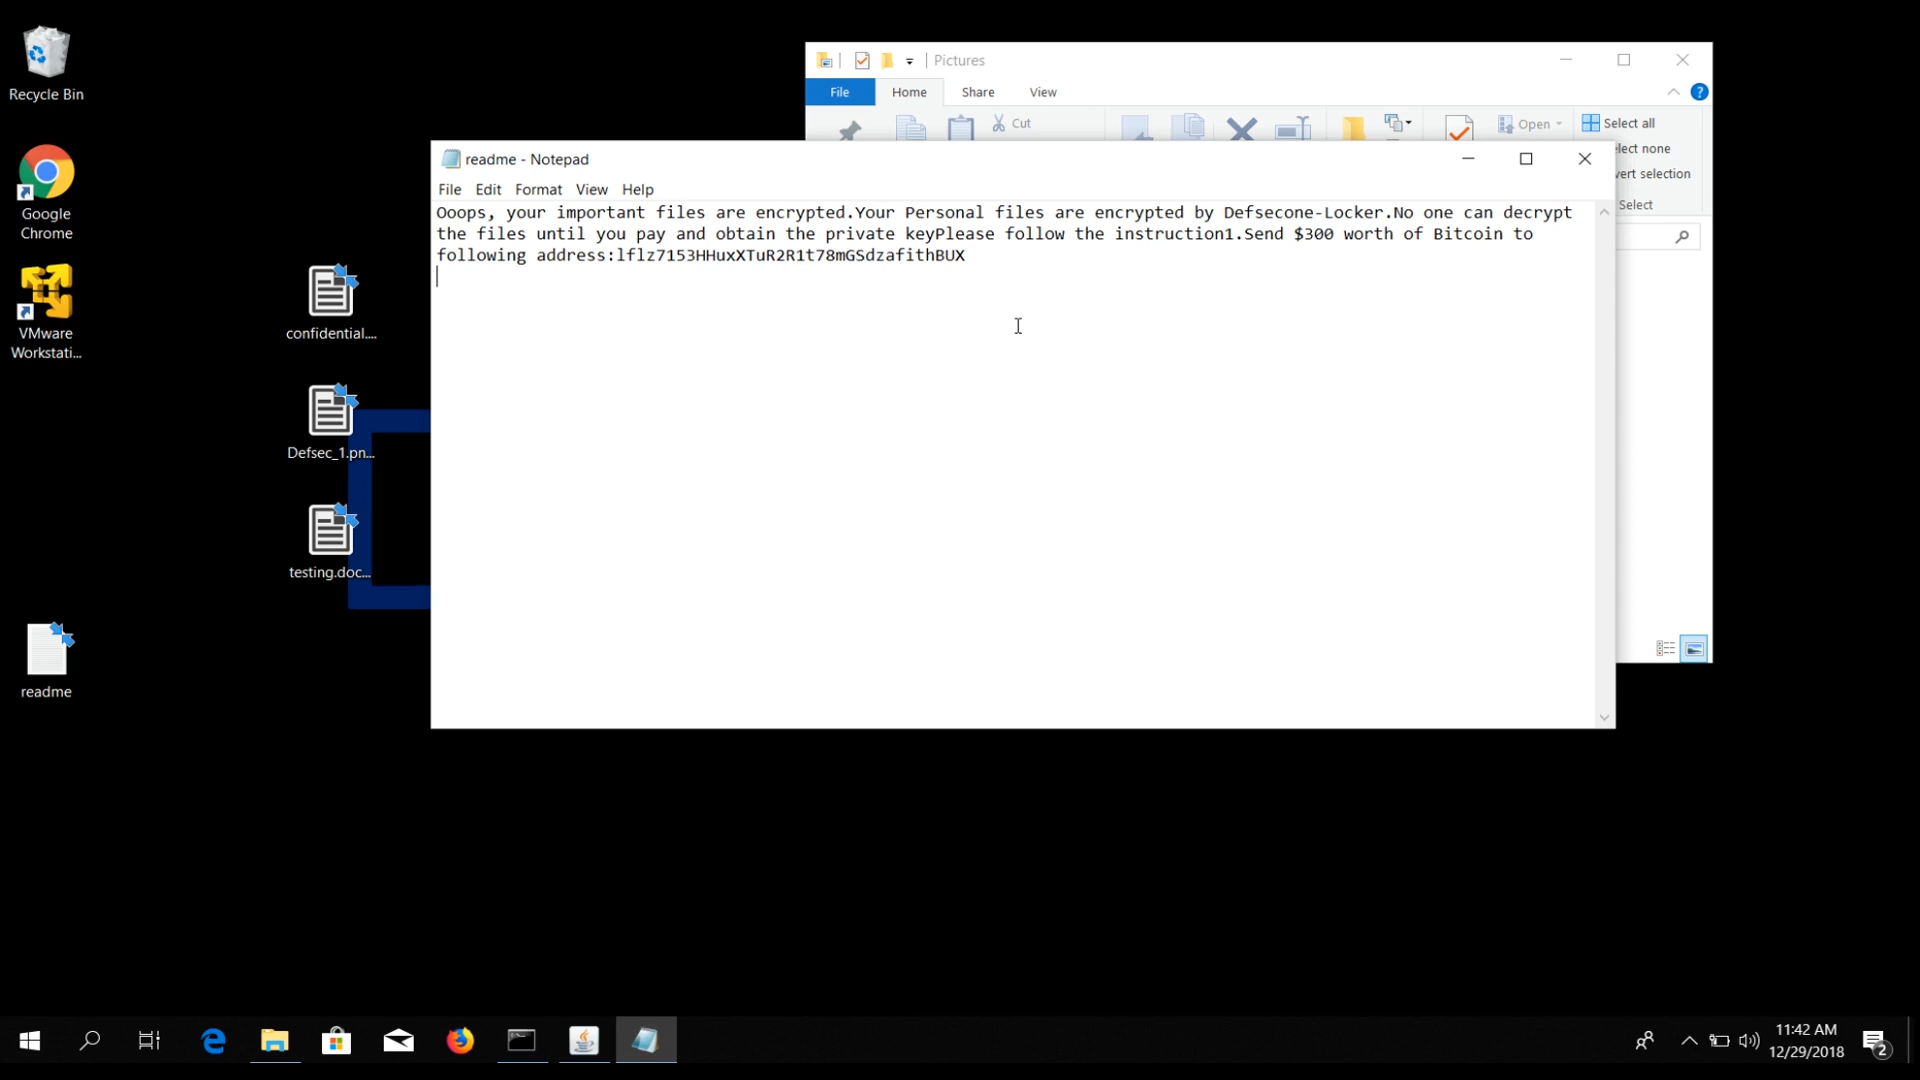 Recycle Bin
Pictures
File Home Share View
Cut
Open
Select all
elect none
vert selection
Select
readme - Notepad
File Edit Format View Help
Ooops, your important files are encrypted.Your Personal files are encrypted by Defsecone-Locker.No one can decrypt
the files until you pay and obtain the private keyPlease follow the instruction1.Send $300 worth of Bitcoin to
following address:lflz7153HHuxXTuR2R1t78mGSdzafithBUX
Google
Chrome
VMware
Workstati...
confidential....
Defsec_1.pn...
testing.doc...
readme
11:42 AM
12/29/2018
2